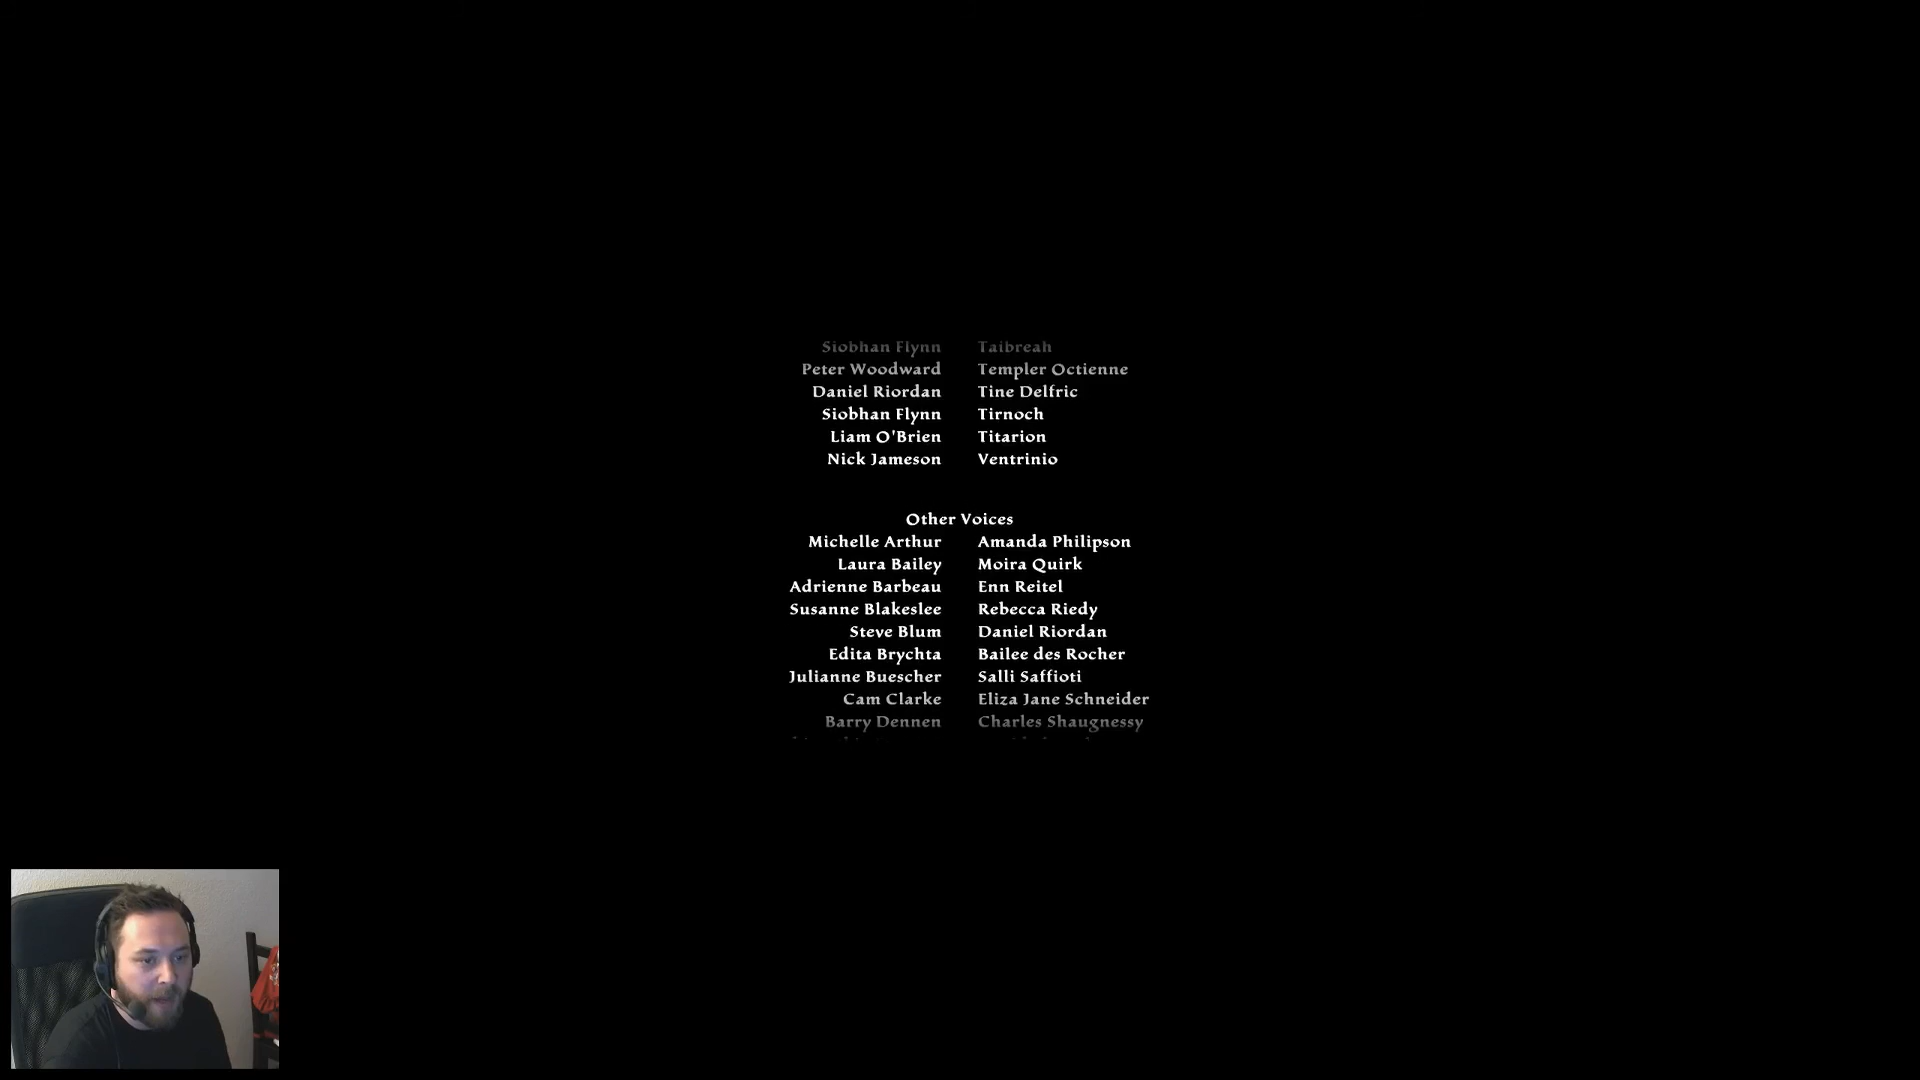 Siobhan Flynn Taibreah
Peter Woodward Templer Octienne
Daniel Riordan Tine Delfric
Siobhan Flynn Tirnoch
Liam O'Brien Titarion
Nick Jameson Ventrinio
Other Voices
Michelle Arthur Amanda Philipson
Laura Bailey Moira Quirk
Adrienne Barbeau Enn Reitel
Susanne Blakeslee Rebecca Riedy
Steve Blum Daniel Riordan
Edita Brychta Bailee des Rocher
Julianne Buescher Salli Saffioti
Cam Clarke Eliza Jane Schneider
Barry Dennen Charles Shaugnessy